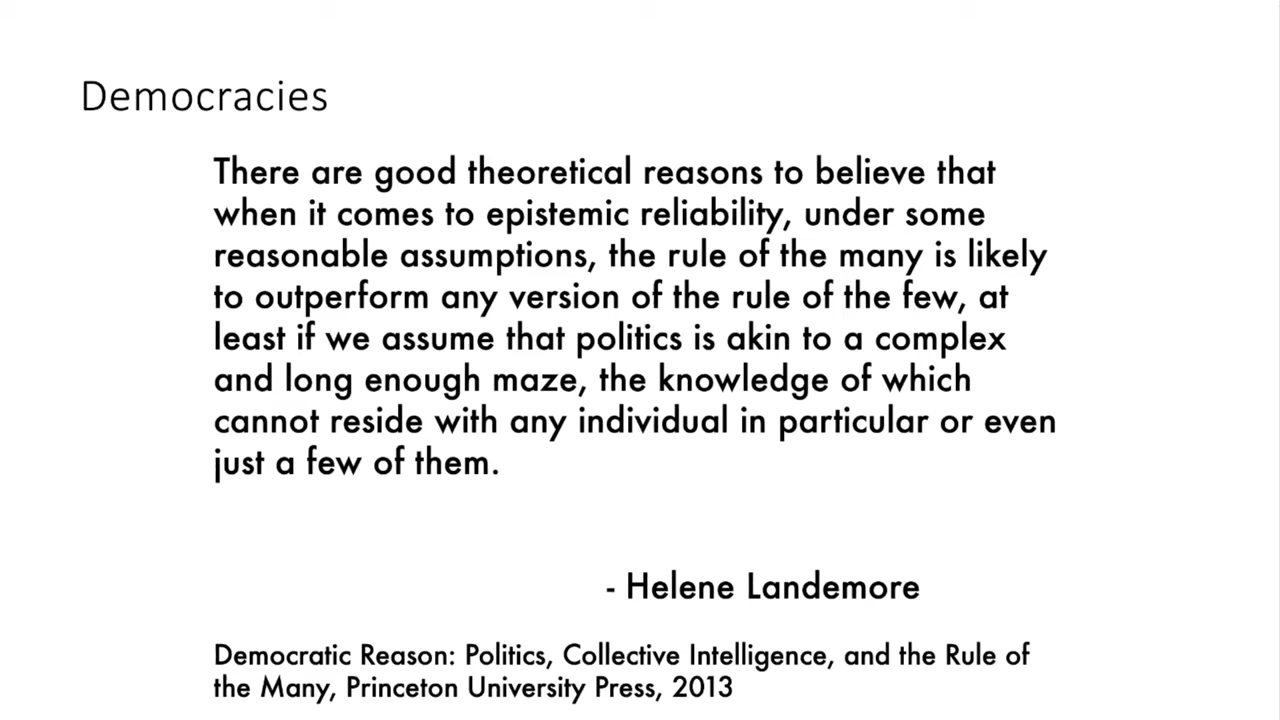 Democracies
There are good theoretical reasons to believe that
when it comes to epistemic reliability, under some
reasonable assumptions, the rule of the many is likely
to outperform any version of the rule of the few, at
least if we assume that politics is akin to a complex
and long enough maze, the knowledge of which
cannot reside with any individual in particular or even
just a few of them.
- Helene Landemore
Democratic Reason: Politics, Collective Intelligence, and the Rule of
the Many, Princeton University Press, 2013